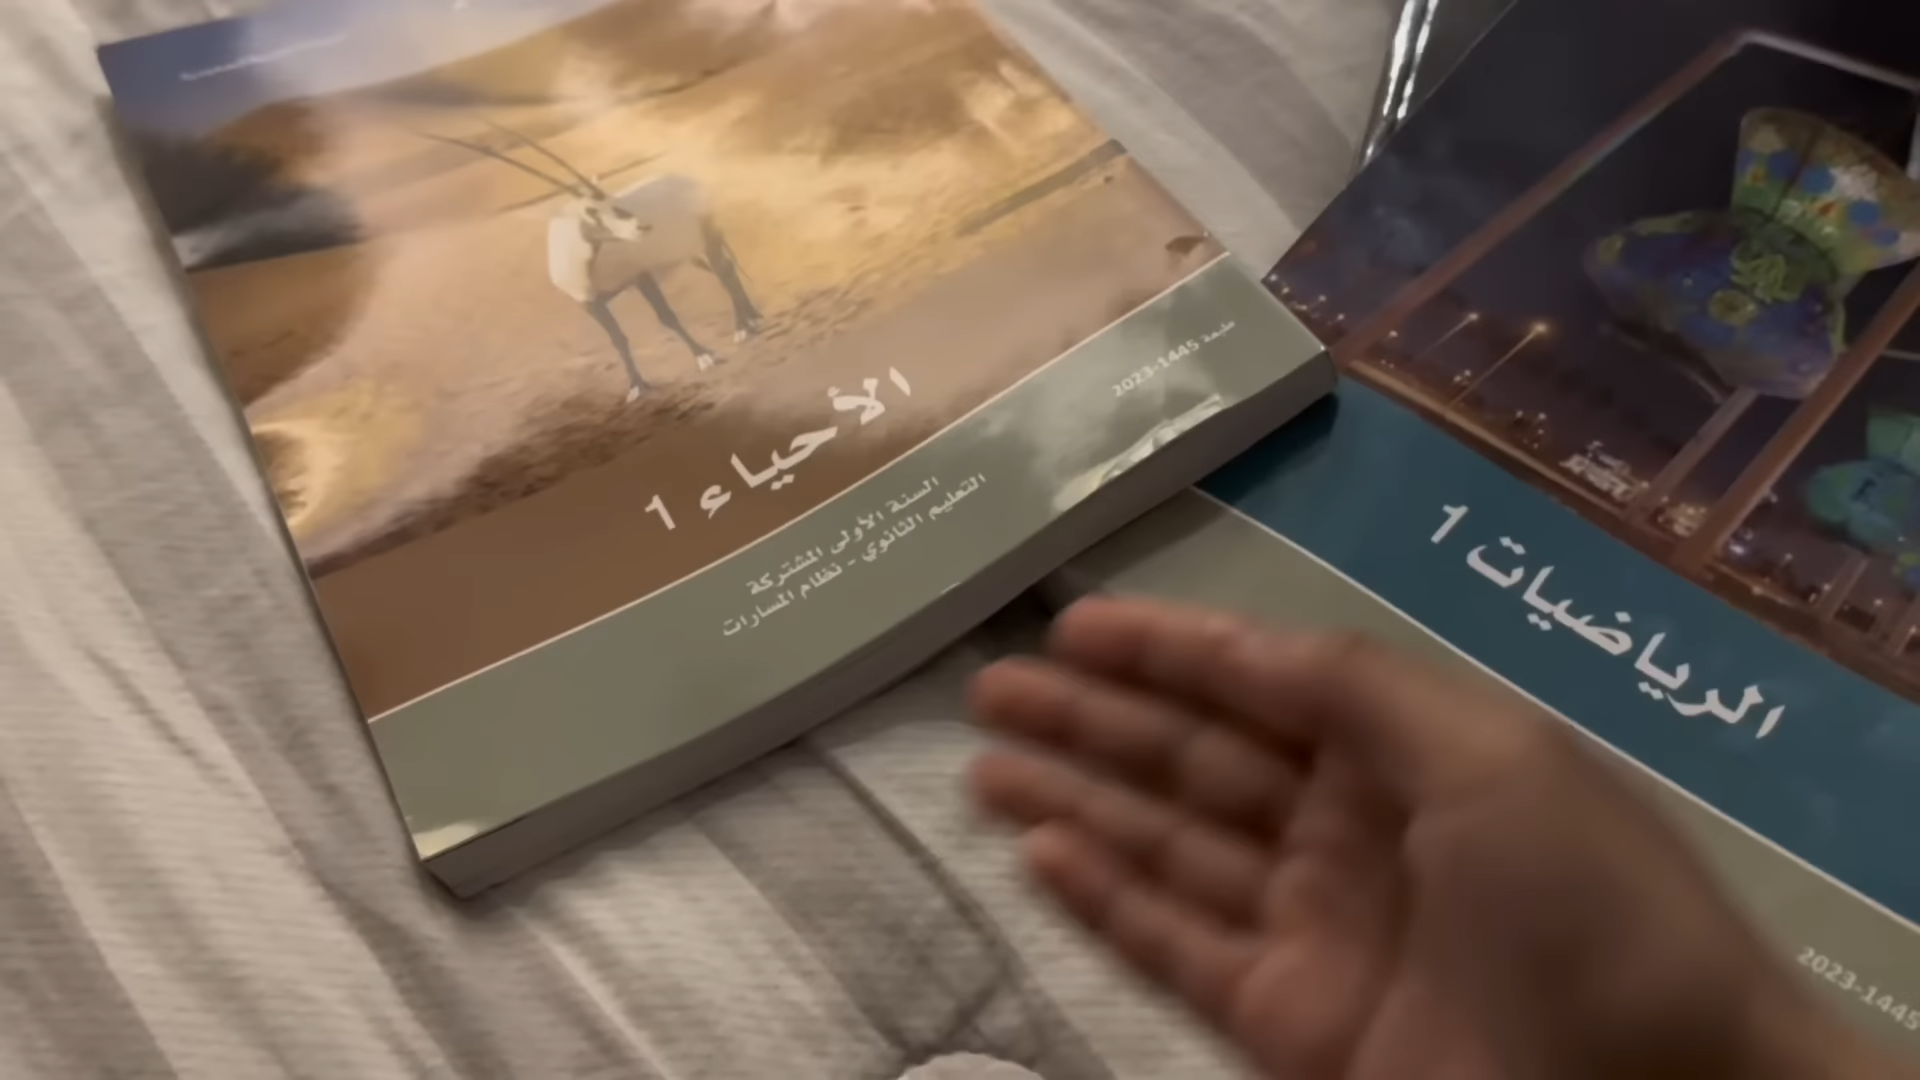 الأحياء 1
السنة الأولى المشتركة
التعليم الثانوي - نظام المسارات
طبعة 1445-2023
الرياضيات 1
2023-1445